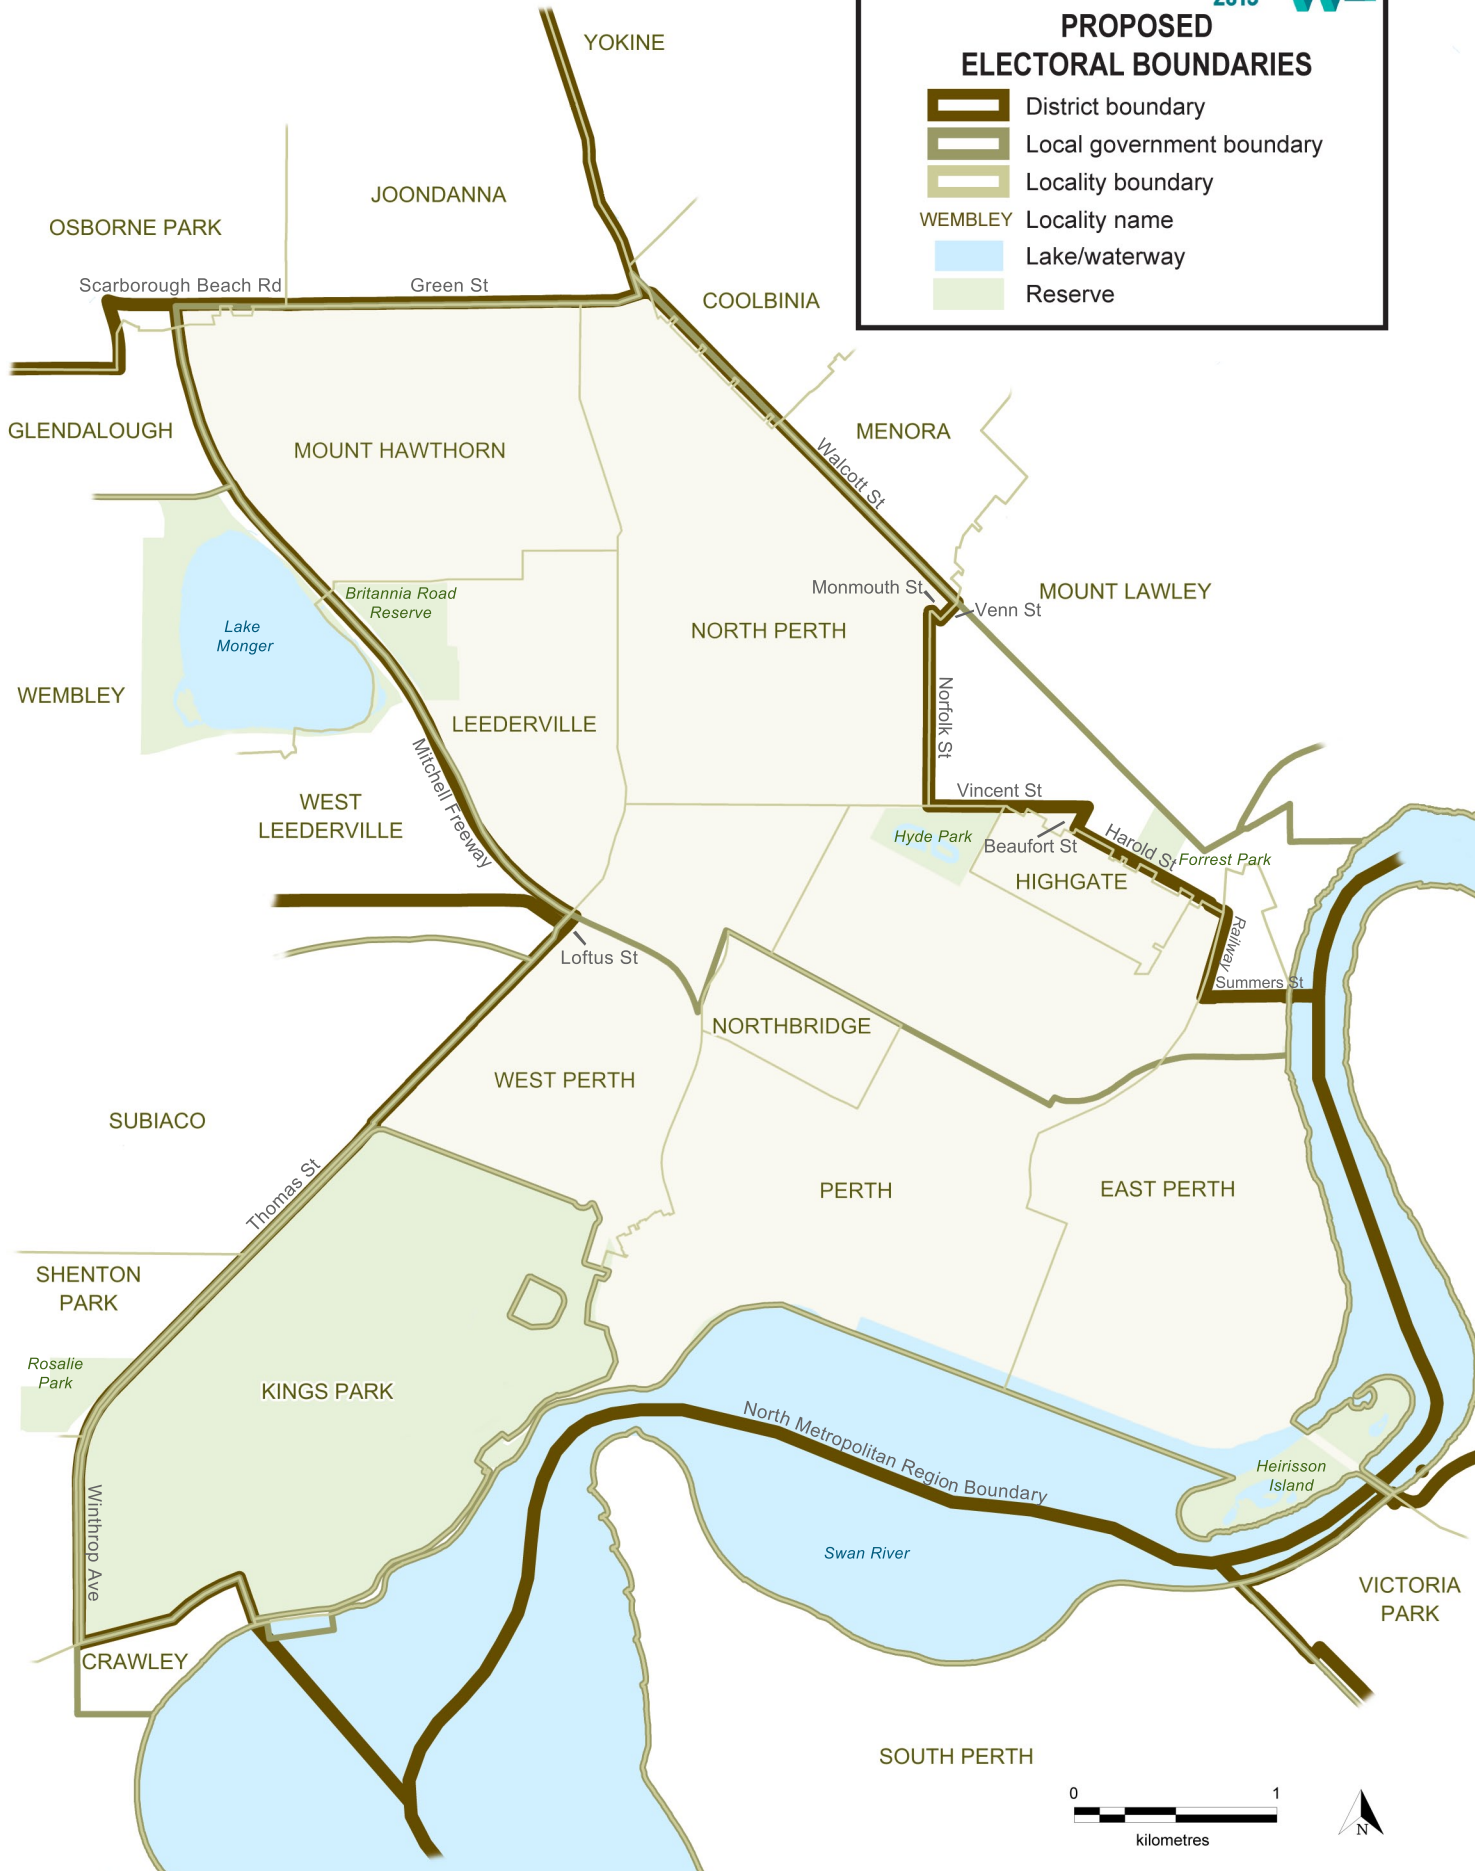 PROPOSED
ELECTORAL BOUNDARIES
District boundary
Local government boundary
Locality boundary
WEMBLEY Locality name
Lake/waterway
Reserve
YOKINE
JOONDANNA
OSBORNE PARK
Scarborough Beach Rd
Green St
COOLBINIA
GLENDALOUGH
MOUNT HAWTHORN
MENORA
Walcott St
Monmouth St
Venn St
MOUNT LAWLEY
Britannia Road
Reserve
Lake
Monger
NORTH PERTH
WEMBLEY
LEEDERVILLE
Norfolk St
Mitchell Freeway
WEST
LEEDERVILLE
Vincent St
Hyde Park
Beaufort St
Harold St
Forrest Park
HIGHGATE
Railway
Loftus St
Summers St
NORTHBRIDGE
WEST PERTH
SUBIACO
Thomas St
PERTH
EAST PERTH
SHENTON
PARK
Rosalie
Park
KINGS PARK
North Metropolitan Region Boundary
Heirisson
Island
Winthrop Ave
Swan River
VICTORIA
PARK
CRAWLEY
SOUTH PERTH
0 1
kilometres
N